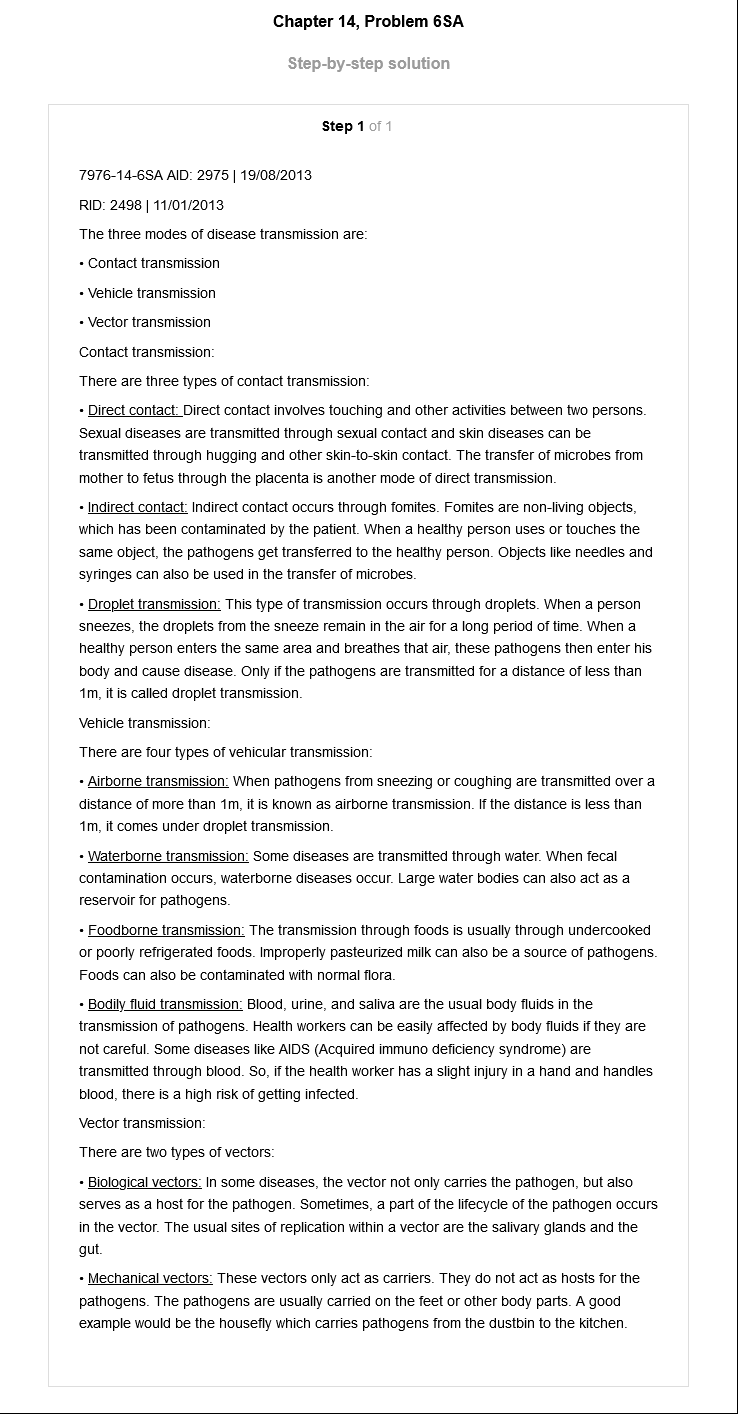 Chapter 14, Problem 6SA
Step-by-step solution
Step 1 of 1
7976-14-6SA AID: 2975 | 19/08/2013
RID: 2498 | 11/01/2013
The three modes of disease transmission are:
• Contact transmission
• Vehicle transmission
• Vector transmission
Contact transmission:
There are three types of contact transmission:
• Direct contact: Direct contact involves touching and other activities between two persons.
Sexual diseases are transmitted through sexual contact and skin diseases can be
transmitted through hugging and other skin-to-skin contact. The transfer of microbes from
mother to fetus through the placenta is another mode of direct transmission.
• Indirect contact: Indirect contact occurs through fomites. Fomites are non-living objects,
which has been contaminated by the patient. When a healthy person uses or touches the
same object, the pathogens get transferred to the healthy person. Objects like needles and
syringes can also be used in the transfer of microbes.
• Droplet transmission: This type of transmission occurs through droplets. When a person
sneezes, the droplets from the sneeze remain in the air for a long period of time. When a
healthy person enters the same area and breathes that air, these pathogens then enter his
body and cause disease. Only if the pathogens are transmitted for a distance of less than
1m, it is called droplet transmission.
Vehicle transmission:
There are four types of vehicular transmission:
• Airborne transmission: When pathogens from sneezing or coughing are transmitted over a
distance of more than 1m, it is known as airborne transmission. If the distance is less than
1m, it comes under droplet transmission.
• Waterborne transmission: Some diseases are transmitted through water. When fecal
contamination occurs, waterborne diseases occur. Large water bodies can also act as a
reservoir for pathogens.
• Foodborne transmission: The transmission through foods is usually through undercooked
or poorly refrigerated foods. Improperly pasteurized milk can also be a source of pathogens.
Foods can also be contaminated with normal flora.
• Bodily fluid transmission: Blood, urine, and saliva are the usual body fluids in the
transmission of pathogens. Health workers can be easily affected by body fluids if they are
not careful. Some diseases like AIDS (Acquired immuno deficiency syndrome) are
transmitted through blood. So, if the health worker has a slight injury in a hand and handles
blood, there is a high risk of getting infected.
Vector transmission:
There are two types of vectors:
• Biological vectors: In some diseases, the vector not only carries the pathogen, but also
serves as a host for the pathogen. Sometimes, a part of the lifecycle of the pathogen occurs
in the vector. The usual sites of replication within a vector are the salivary glands and the
gut.
• Mechanical vectors: These vectors only act as carriers. They do not act as hosts for the
pathogens. The pathogens are usually carried on the feet or other body parts. A good
example would be the housefly which carries pathogens from the dustbin to the kitchen.